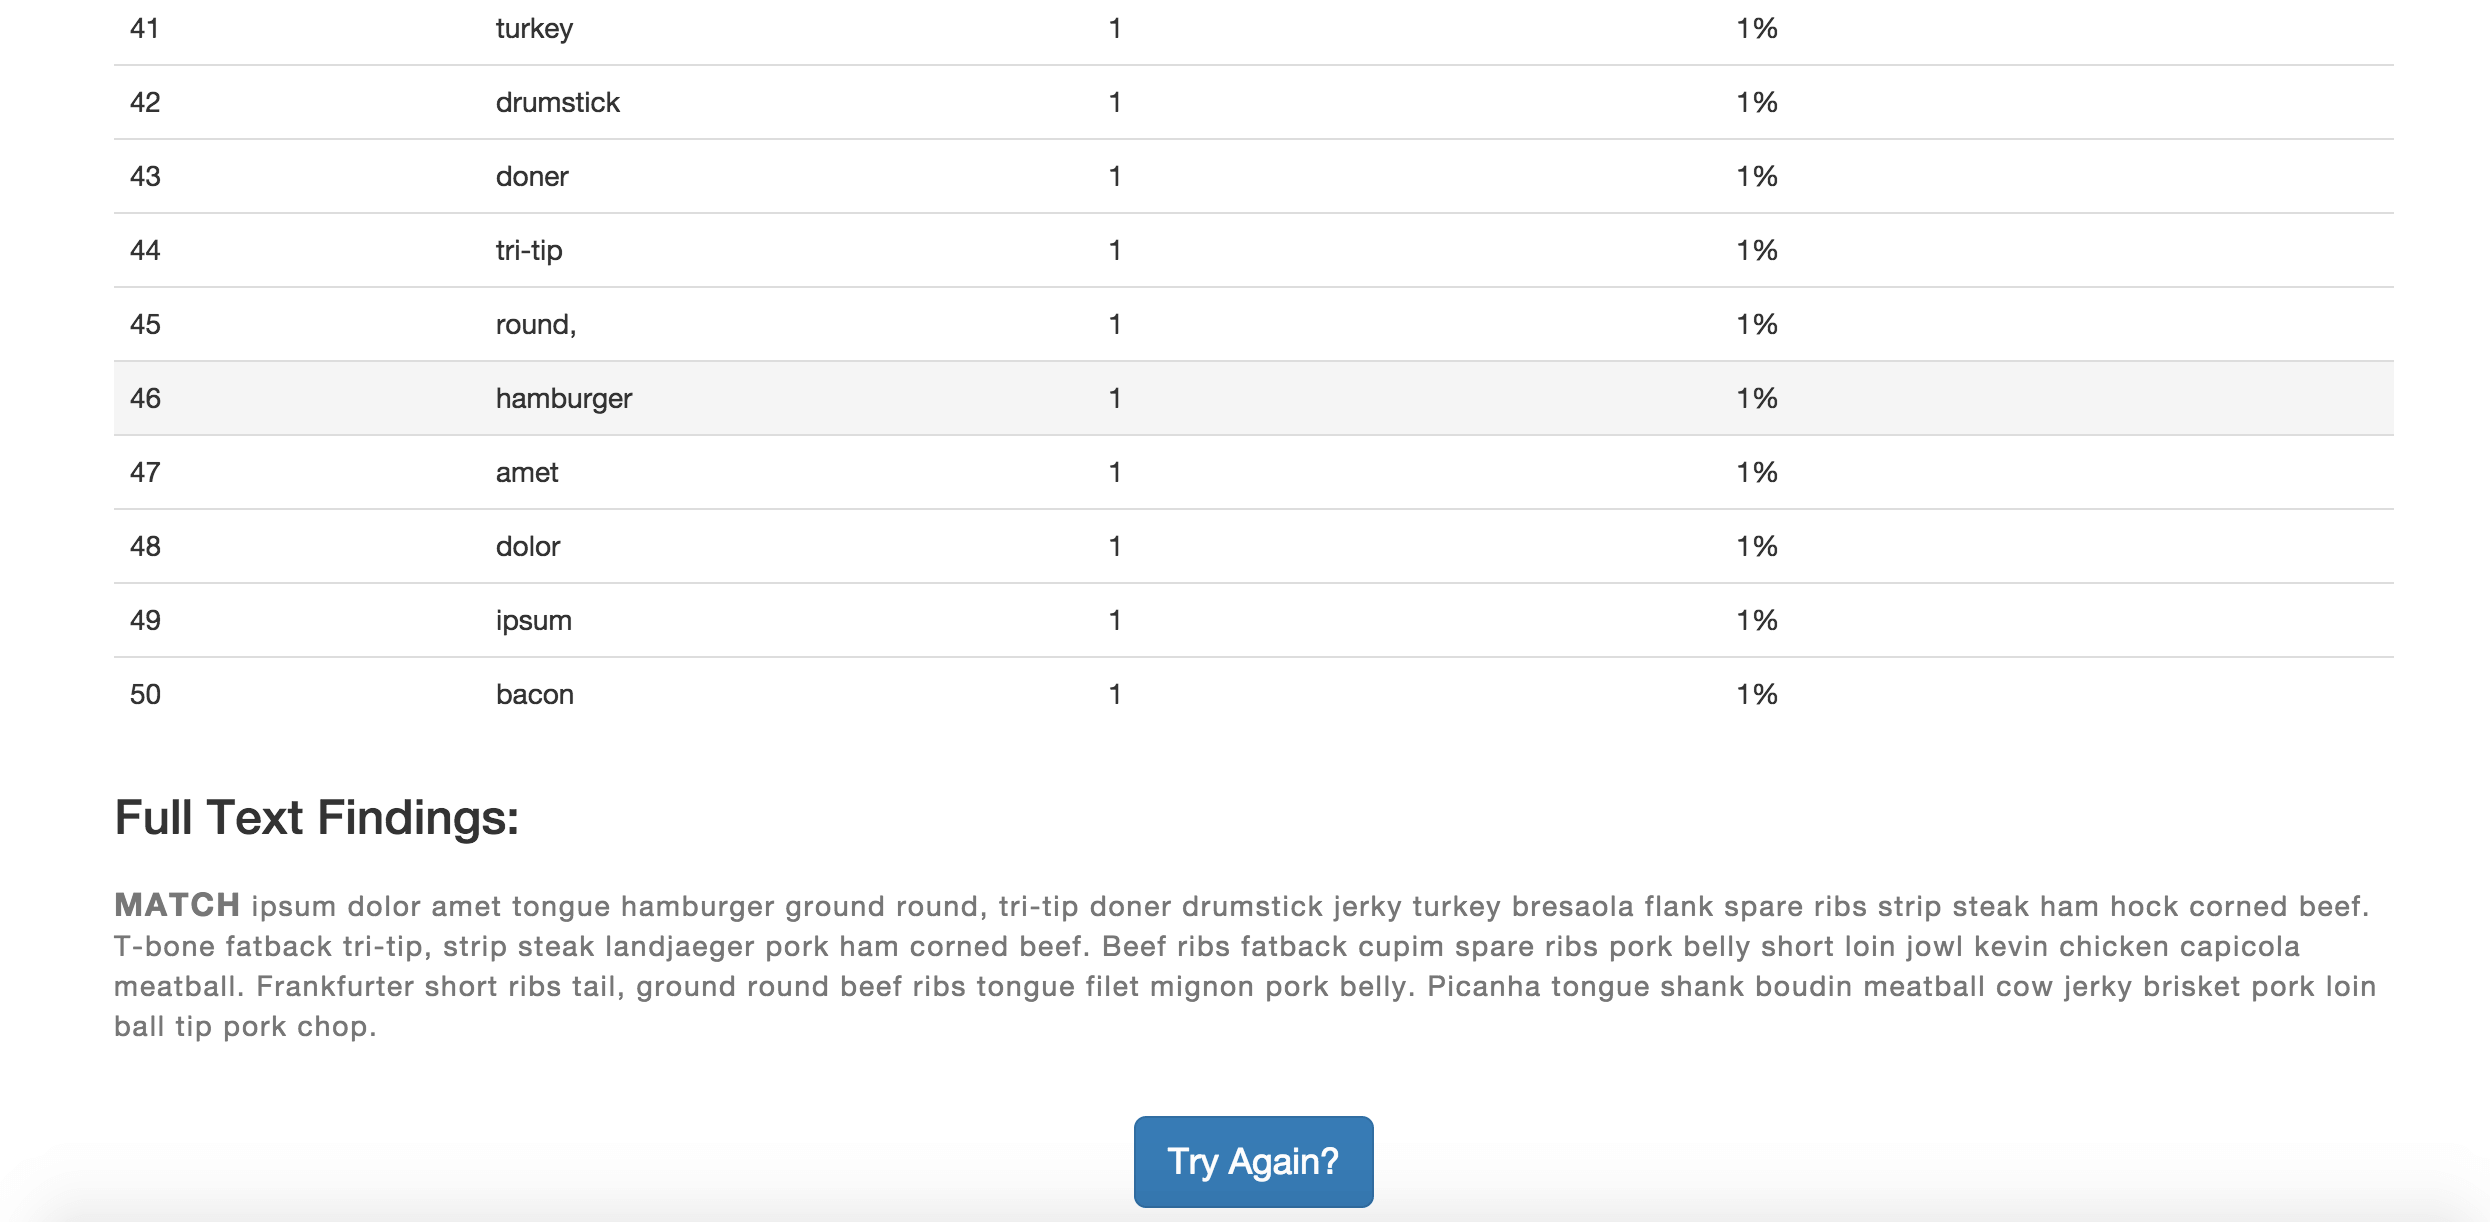 41 turkey 1 1%
42 drumstick 1 1%
43 doner 1 1%
44 tri-tip 1 1%
45 round, 1 1%
46 hamburger 1 1%
47 amet 1 1%
48 dolor 1 1%
49 ipsum 1 1%
50 bacon 1 1%
Full Text Findings:
MATCH ipsum dolor amet tongue hamburger ground round, tri-tip doner drumstick jerky turkey bresaola flank spare ribs strip steak ham hock corned beef.
T-bone fatback tri-tip, strip steak landjaeger pork ham corned beef. Beef ribs fatback cupim spare ribs pork belly short loin jowl kevin chicken capicola
meatball. Frankfurter short ribs tail, ground round beef ribs tongue filet mignon pork belly. Picanha tongue shank boudin meatball cow jerky brisket pork loin
ball tip pork chop.
Try Again?